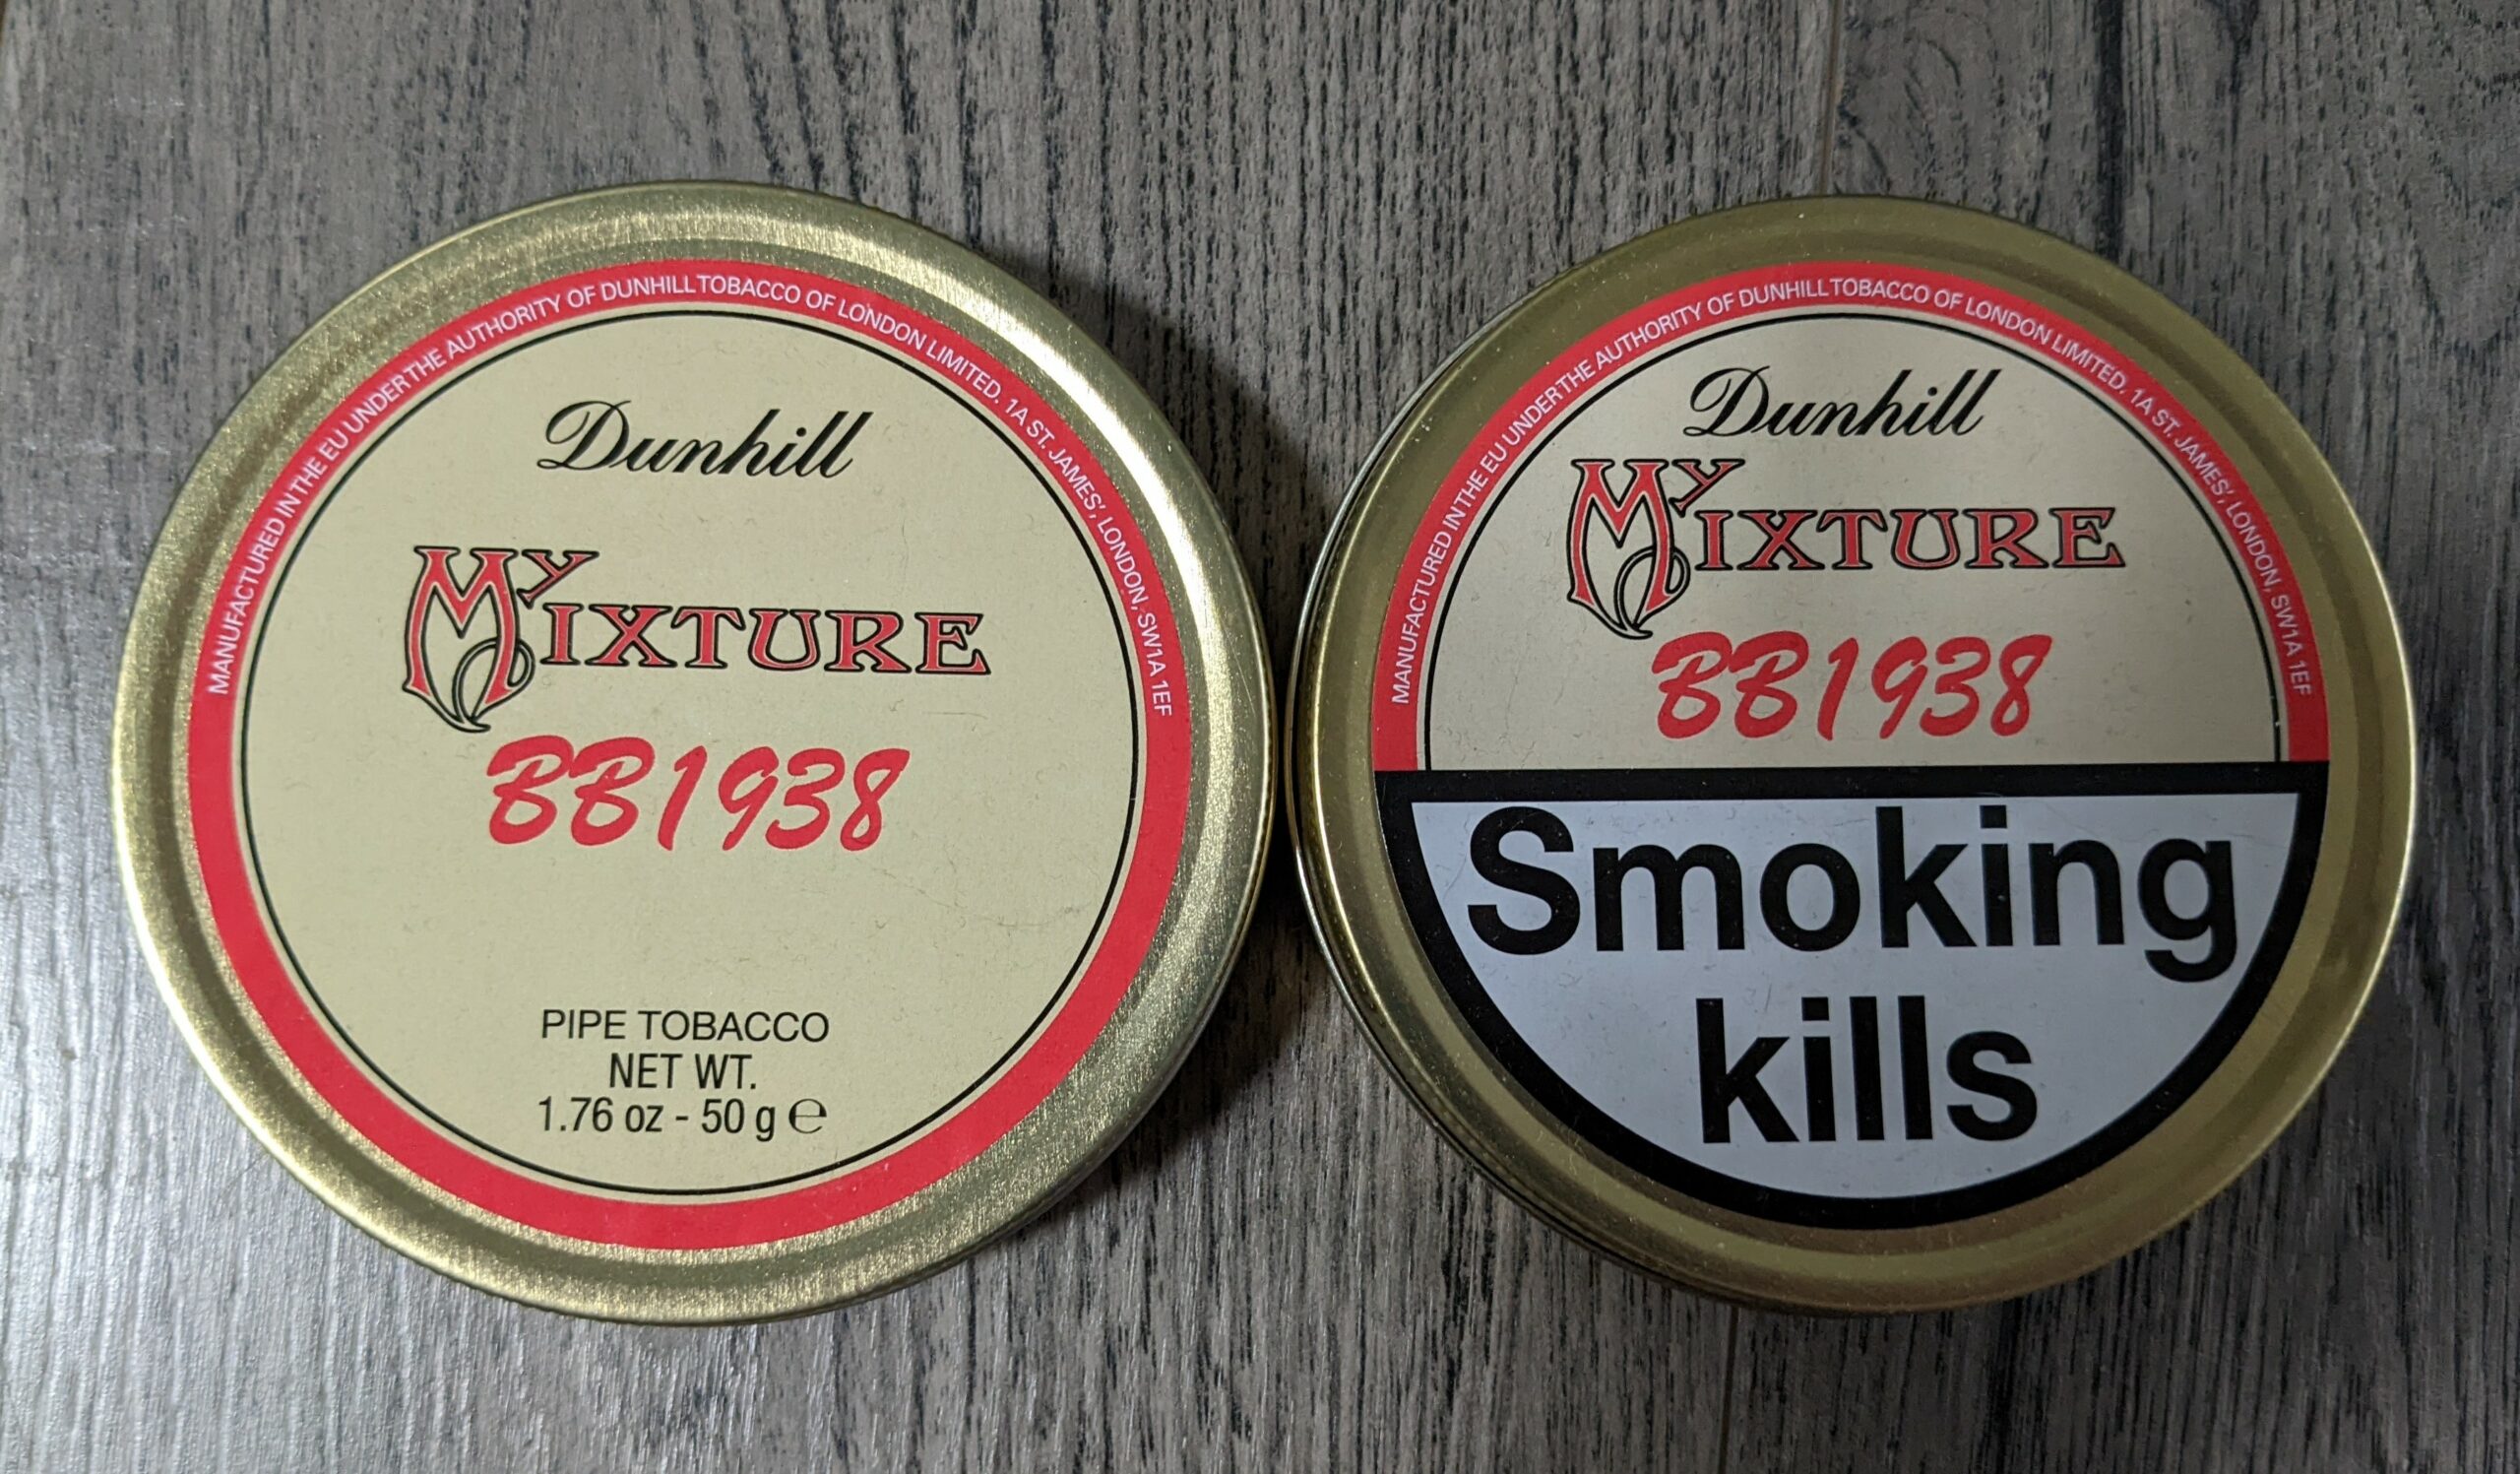 MANUFACTURED IN THE EU UNDER THE AUTHORITY OF DUNHILL TOBACCO OF LONDON LIMITED. 1A ST. JAMES', LONDON, SW1A 1EF
Dunhill
My Mixture
BB1938
PIPE TOBACCO
NET WT.
1.76 oz - 50 g ℮
MANUFACTURED IN THE EU UNDER THE AUTHORITY OF DUNHILL TOBACCO OF LONDON LIMITED. 1A ST. JAMES', LONDON, SW1A 1EF
Dunhill
My Mixture
BB1938
Smoking
kills